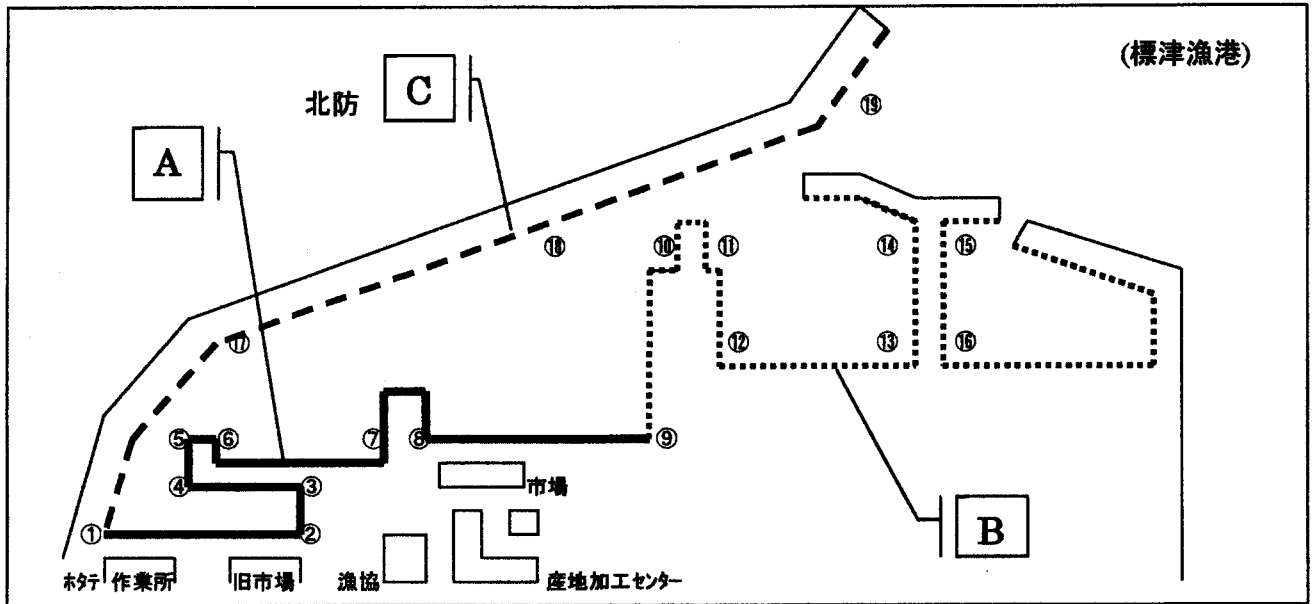 (標津漁港)
北防
C
A
⑲
⑱
⑩
⑪
⑭
⑮
⑰
⑫
⑬
⑯
⑤
⑥
⑦
⑧
⑨
④
③
市場
①
②
B
ホタテ 作業所
旧市場
漁協
産地加工センター